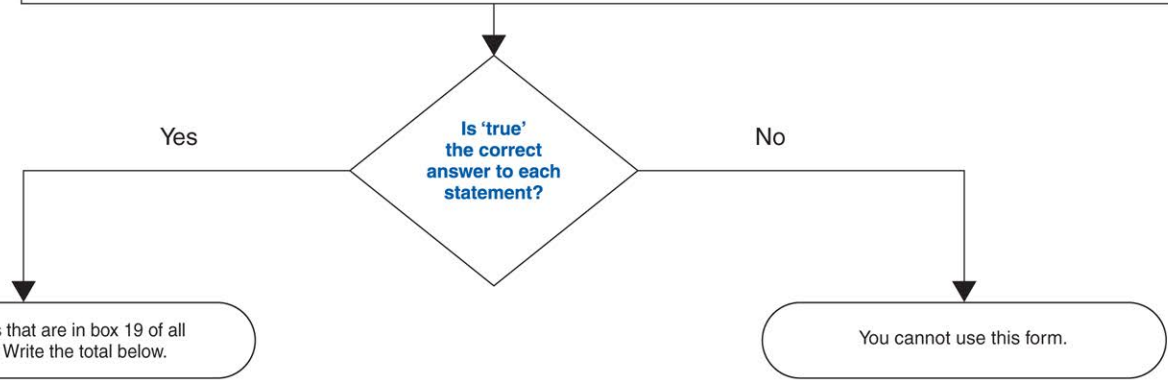 Is ‘true’
the correct
answer to each
statement?
Yes
No
that are in box 19 of all
Write the total below.
You cannot use this form.